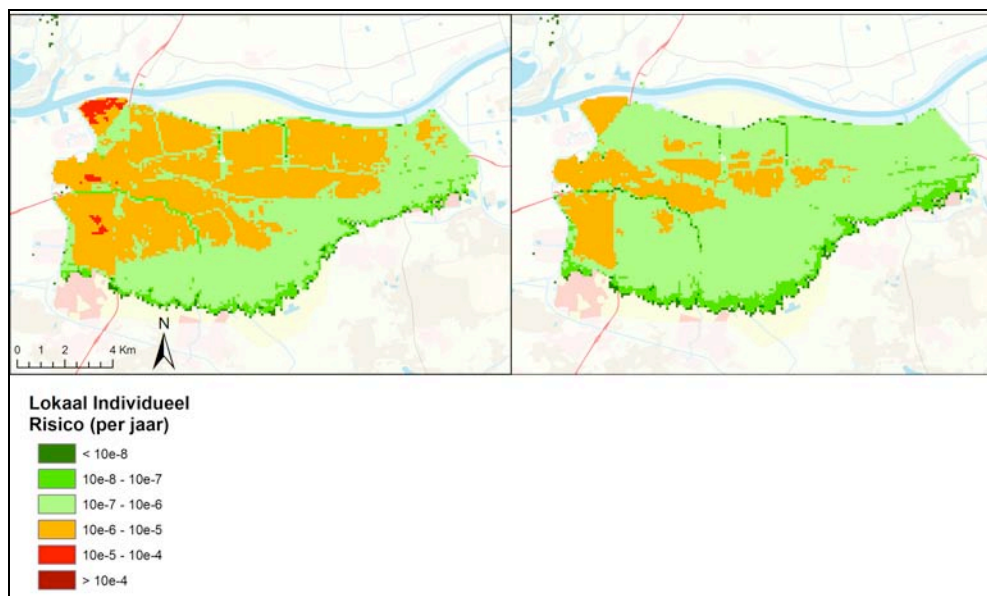 N
0 1 2 4 Km
Lokaal Individueel
Risico (per jaar)
< 10e-8
10e-8 - 10e-7
10e-7 - 10e-6
10e-6 - 10e-5
10e-5 - 10e-4
> 10e-4